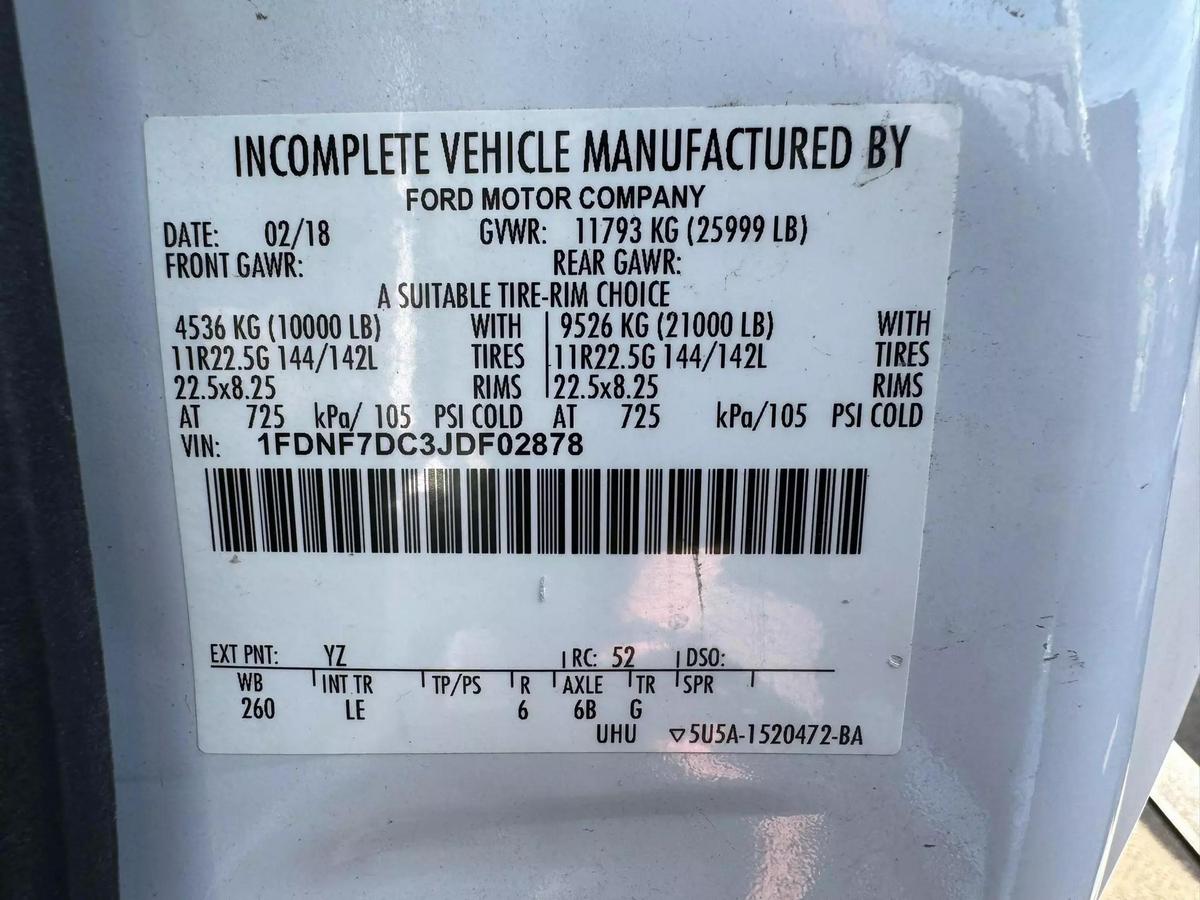 INCOMPLETE VEHICLE MANUFACTURED BY
FORD MOTOR COMPANY
DATE: 02/18 GVWR: 11793 KG (25999 LB)
FRONT GAWR: REAR GAWR:
A SUITABLE TIRE-RIM CHOICE
4536 KG (10000 LB) WITH 9526 KG (21000 LB) WITH
11R22.5G 144/142L TIRES 11R22.5G 144/142L TIRES
22.5x8.25 RIMS 22.5x8.25 RIMS
AT 725 kPa/ 105 PSI COLD AT 725 kPa/105 PSI COLD
VIN: 1FDNF7DC3JDF02878
EXT PNT: YZ RC: 52 DSO:
WB INT TR TP/PS R AXLE TR SPR
260 LE 6 6B G
UHU ▽5U5A-1520472-BA